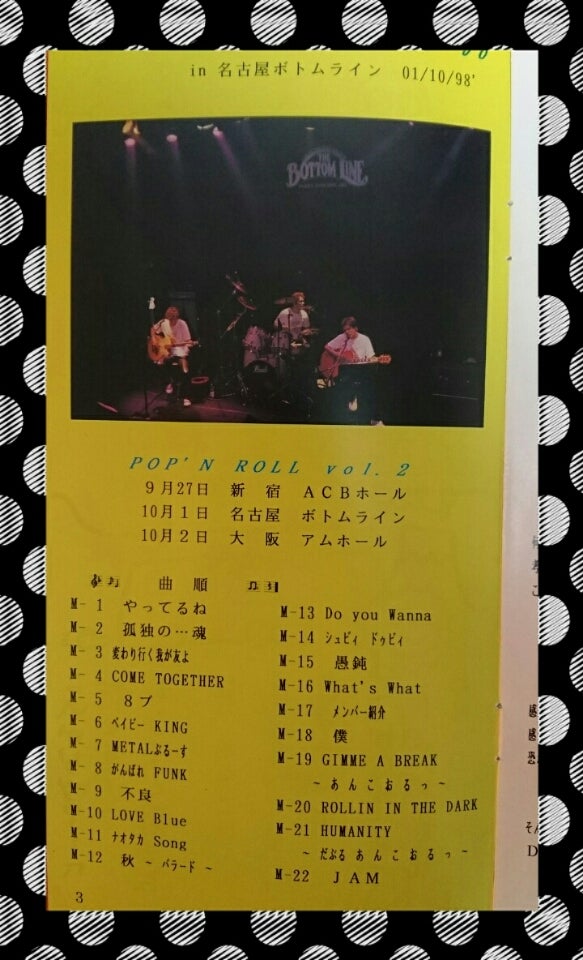 in 名古屋ボトムライン 01/10/98'
THE
BOTTOM LINE
POP'N ROLL vol.2
9月27日 新宿 ACBホール
10月1日 名古屋 ボトムライン
10月2日 大阪 アムホール
曲順
M-1 やってるね
M-2 孤独の…魂
M-3 変わり行く我が友よ
M-4 COME TOGETHER
M-5 8ブ
M-6 ベイビー KING
M-7 METALぶるーす
M-8 がんばれ FUNK
M-9 不良
M-10 LOVE Blue
M-11 ナオタカ Song
M-12 秋 ~ バラード ~
M-13 Do you Wanna
M-14 シュビィ ドゥビィ
M-15 愚鈍
M-16 What's What
M-17 メンバー紹介
M-18 僕
M-19 GIMME A BREAK
~ あんこおるっ ~
M-20 ROLLIN IN THE DARK
M-21 HUMANITY
~ だぶる あんこおるっ ~
M-22 JAM
3
こ
感
感
恐
そん
D